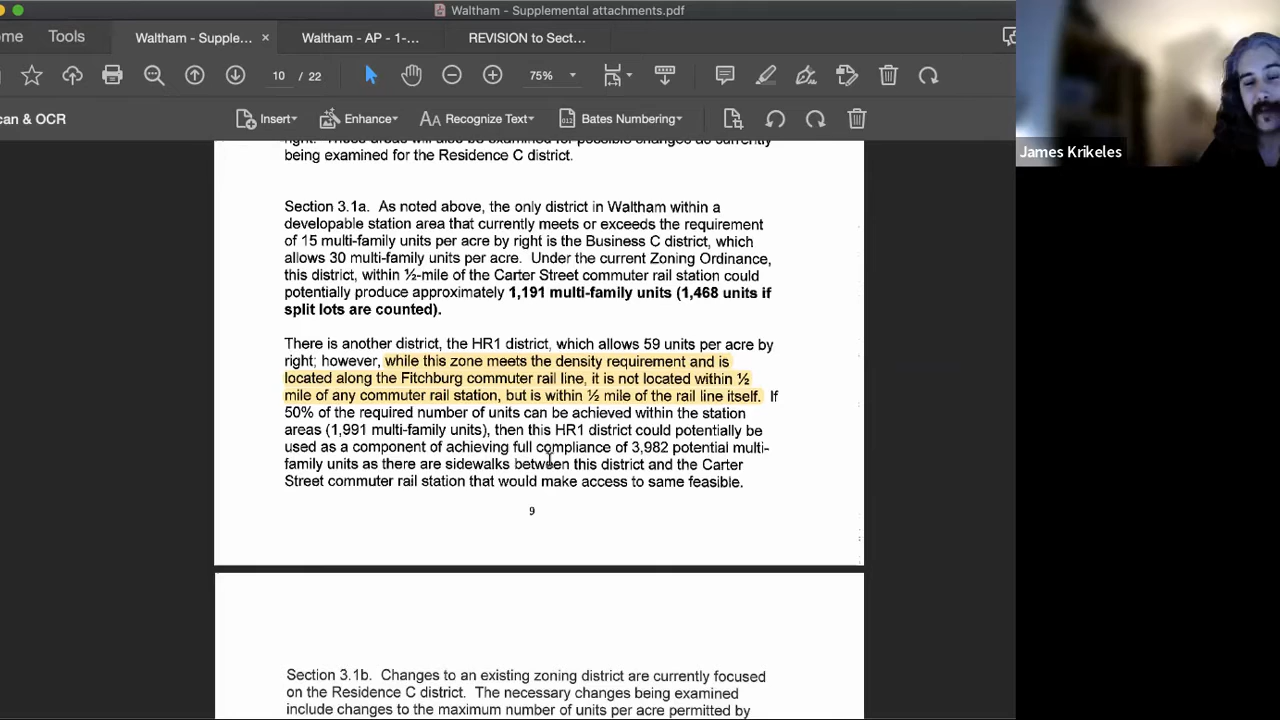 Waltham - Supplemental attachments.pdf
ome
Tools
Waltham - Supple...
×
Waltham - AP - 1-...
REVISION to Sect...
10 / 22
75%
can & OCR
Insert
Enhance
Recognize Text
Bates Numbering
James Krikeles
being examined for the Residence C district.
Section 3.1a. As noted above, the only district in Waltham within a
developable station area that currently meets or exceeds the requirement
of 15 multi-family units per acre by right is the Business C district, which
allows 30 multi-family units per acre. Under the current Zoning Ordinance,
this district, within ½-mile of the Carter Street commuter rail station could
potentially produce approximately 1,191 multi-family units (1,468 units if
split lots are counted).
There is another district, the HR1 district, which allows 59 units per acre by
right; however, while this zone meets the density requirement and is
located along the Fitchburg commuter rail line, it is not located within ½
mile of any commuter rail station, but is within ½ mile of the rail line itself. If
50% of the required number of units can be achieved within the station
areas (1,991 multi-family units), then this HR1 district could potentially be
used as a component of achieving full compliance of 3,982 potential multi-
family units as there are sidewalks between this district and the Carter
Street commuter rail station that would make access to same feasible.
9
Section 3.1b. Changes to an existing zoning district are currently focused
on the Residence C district. The necessary changes being examined
include changes to the maximum number of units per acre permitted by